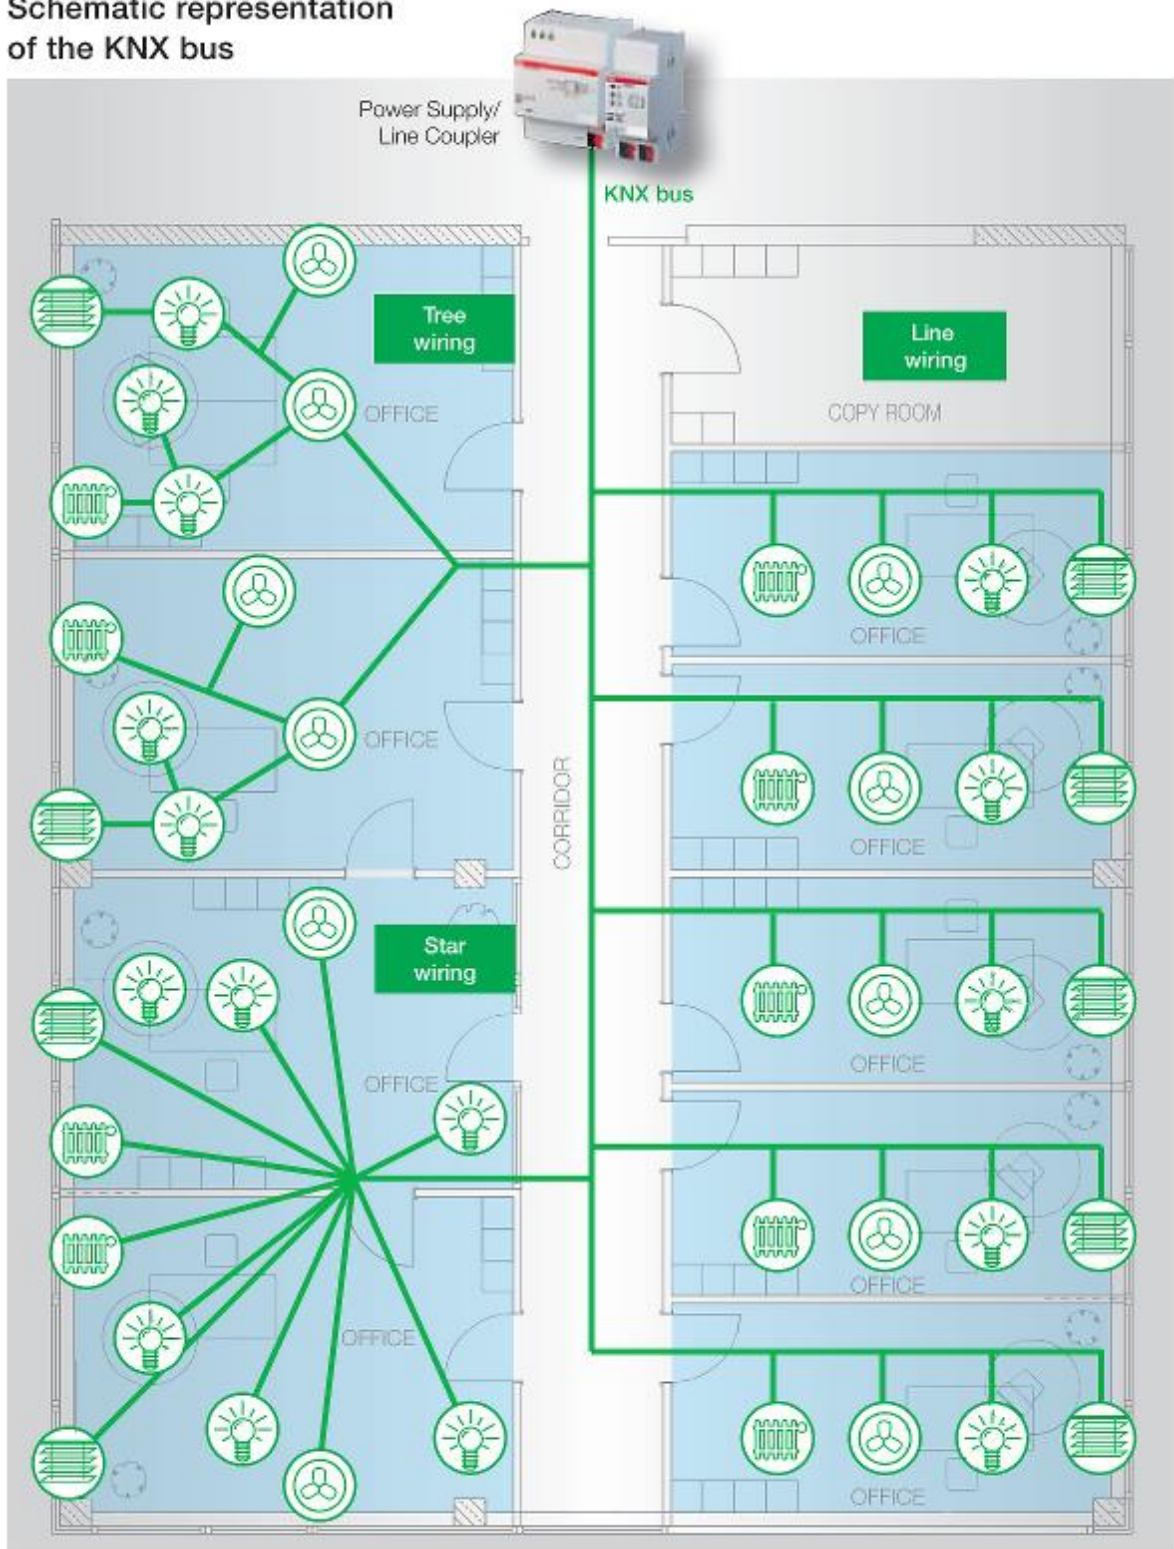 Schematic representation
of the KNX bus
Power Supply/
Line Coupler
KNX bus
Tree
wiring
Line
wiring
OFFICE
COPY ROOM
OFFICE
OFFICE
CORRIDOR
OFFICE
Star
wiring
OFFICE
OFFICE
OFFICE
OFFICE
OFFICE